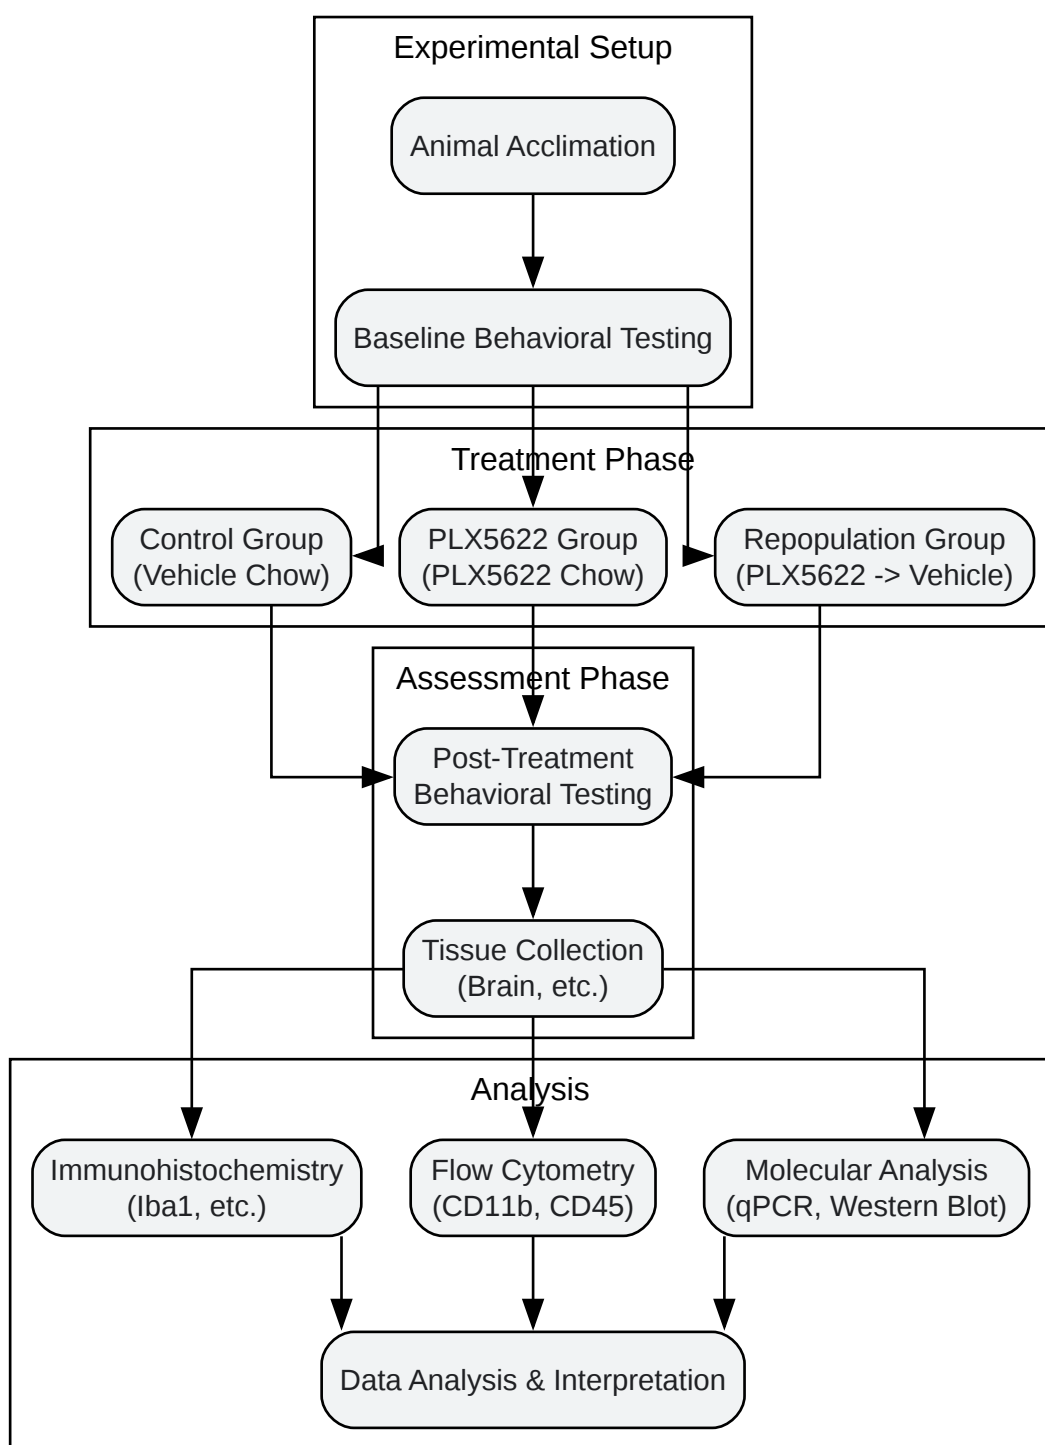 Experimental Setup
Animal Acclimation
Baseline Behavioral Testing
Treatment Phase
Control Group
(Vehicle Chow)
PLX5622 Group
(PLX5622 Chow)
Repopulation Group
(PLX5622 -> Vehicle)
Assessment Phase
Post-Treatment
Behavioral Testing
Tissue Collection
(Brain, etc.)
Analysis
Immunohistochemistry
(Iba1, etc.)
Flow Cytometry
(CD11b, CD45)
Molecular Analysis
(qPCR, Western Blot)
Data Analysis & Interpretation